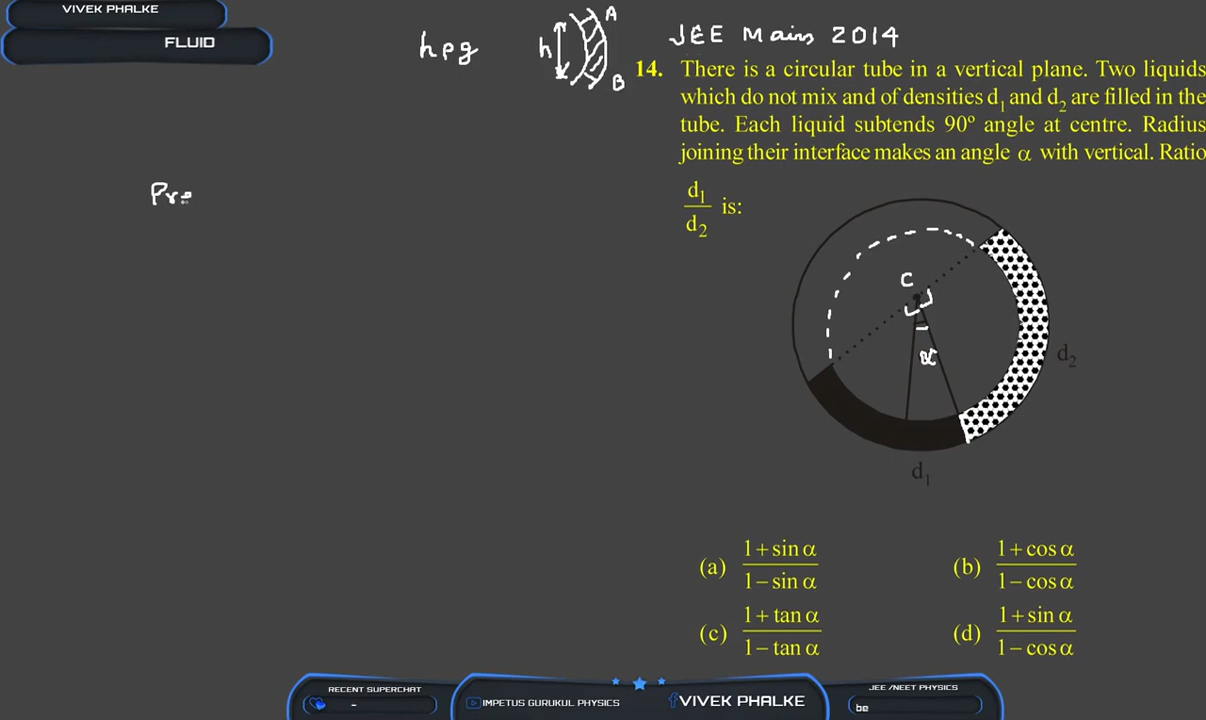 VIVEK PHALKE
FLUID
hρg
h
A
B
JEE Mains 2014
14. There is a circular tube in a vertical plane. Two liquids
which do not mix and of densities d₁ and d₂ are filled in the
tube. Each liquid subtends 90º angle at centre. Radius
joining their interface makes an angle α with vertical. Ratio
d₁/d₂ is:
Pre
C
α
d₂
d₁
(a) 1+sin α / 1−sin α
(b) 1+cos α / 1−cos α
(c) 1+tan α / 1−tan α
(d) 1+sin α / 1−cos α
RECENT SUPERCHAT
-
IMPETUS GURUKUL PHYSICS
VIVEK PHALKE
JEE /NEET PHYSICS
be